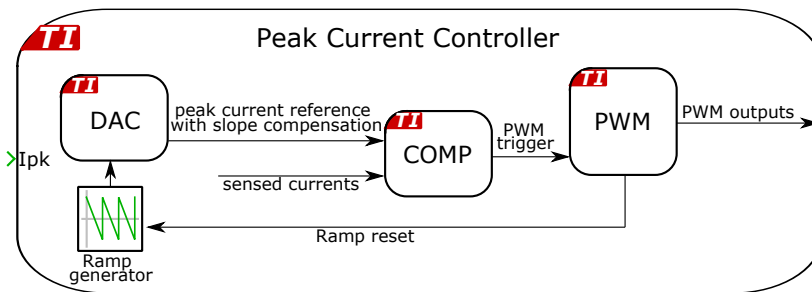 TI
Peak Current Controller
TI
DAC
peak current reference
with slope compensation
TI
COMP
PWM
trigger
TI
PWM
PWM outputs
Ipk
sensed currents
Ramp reset
Ramp
generator